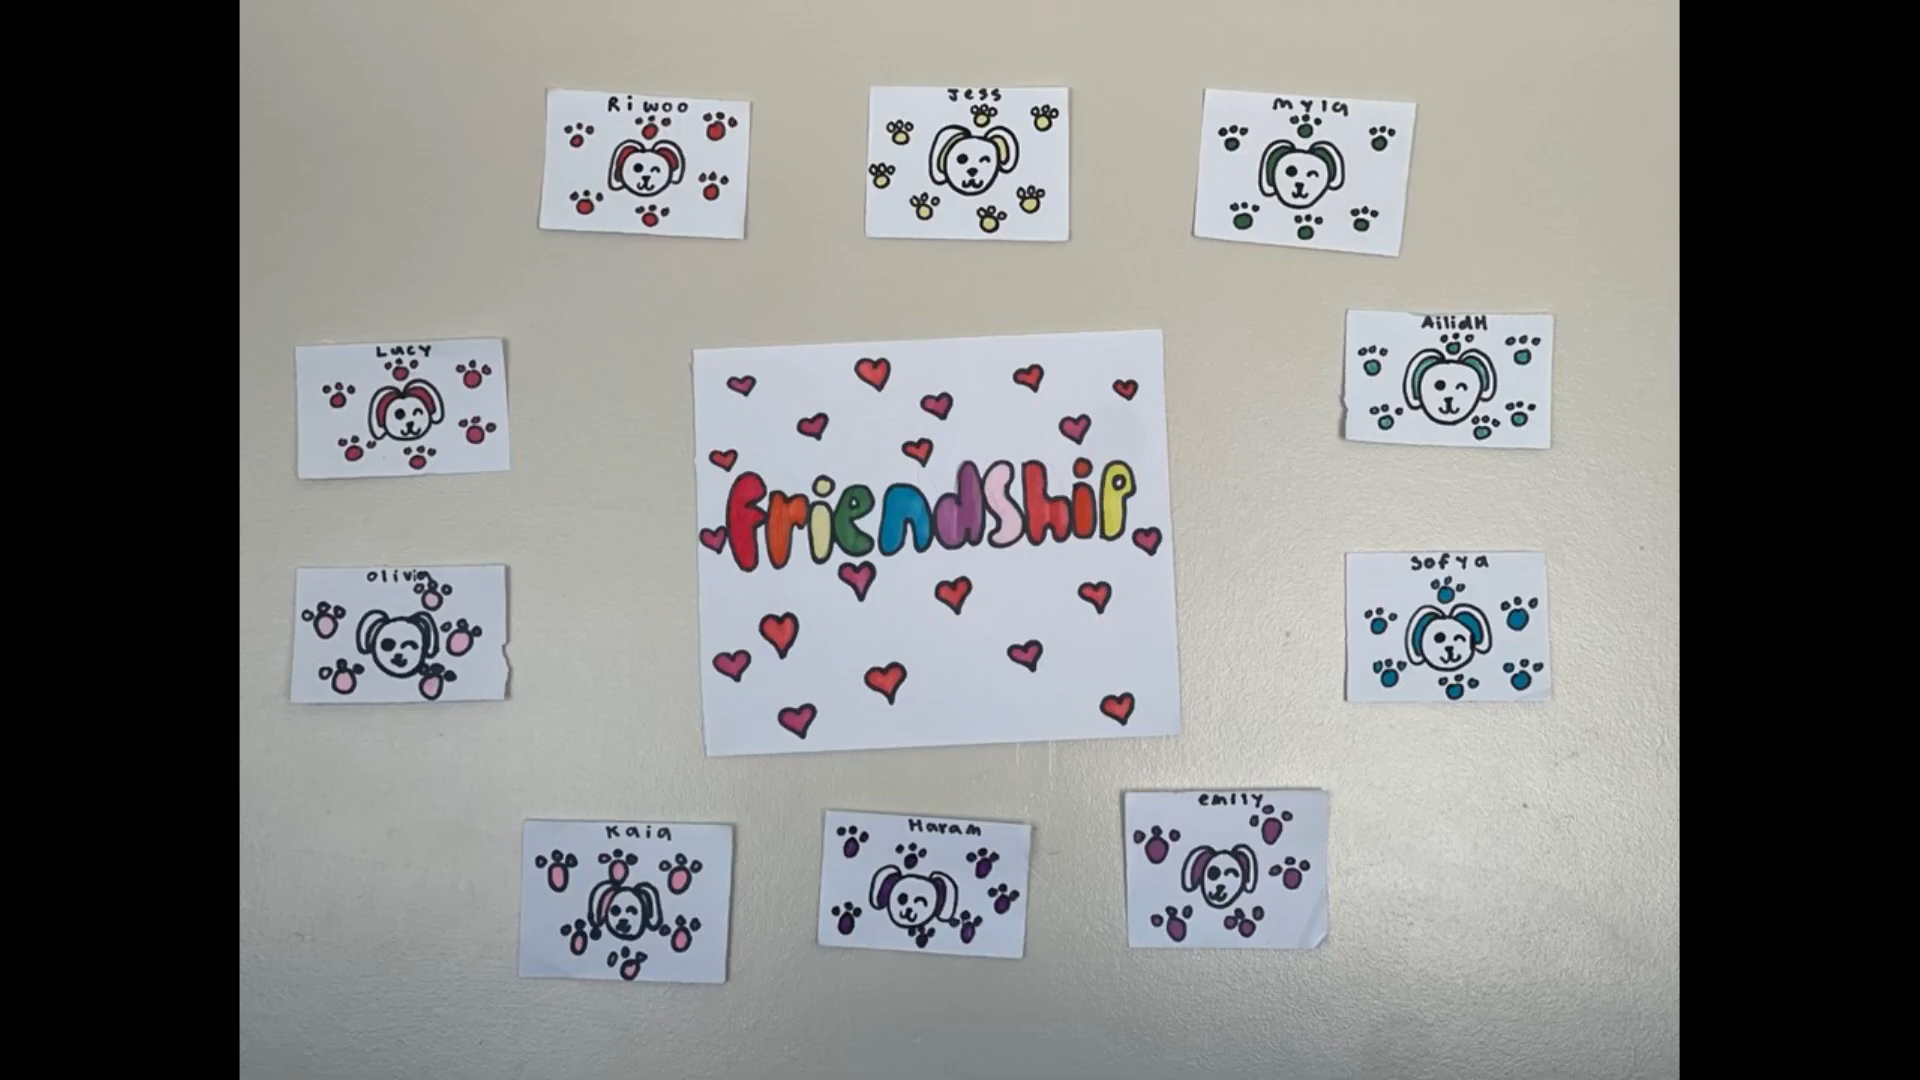 Riwoo
Jess
Myla
Lucy
AilidH
friendship
olivia
Sofya
Kaia
Haram
emily